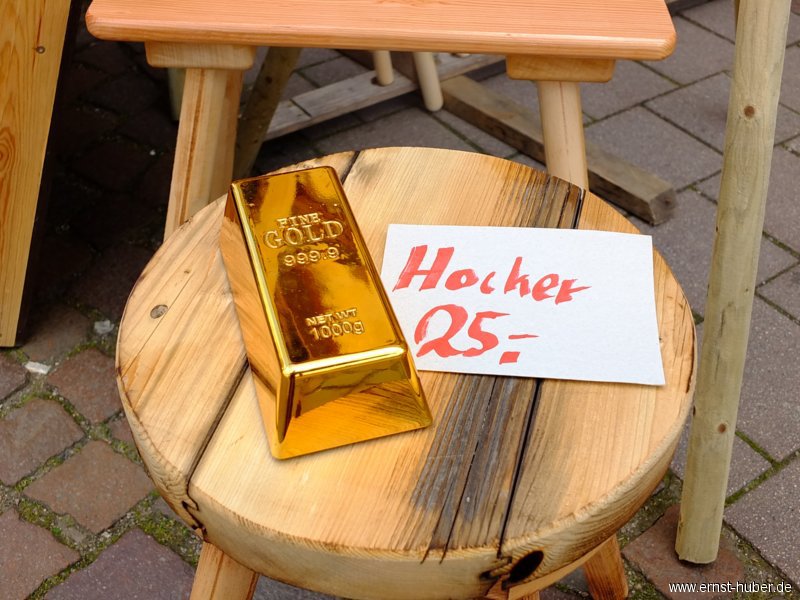 FINE
GOLD
999.9
NET WT
1000g
Hocker
25.-
www.ernst-huber.de